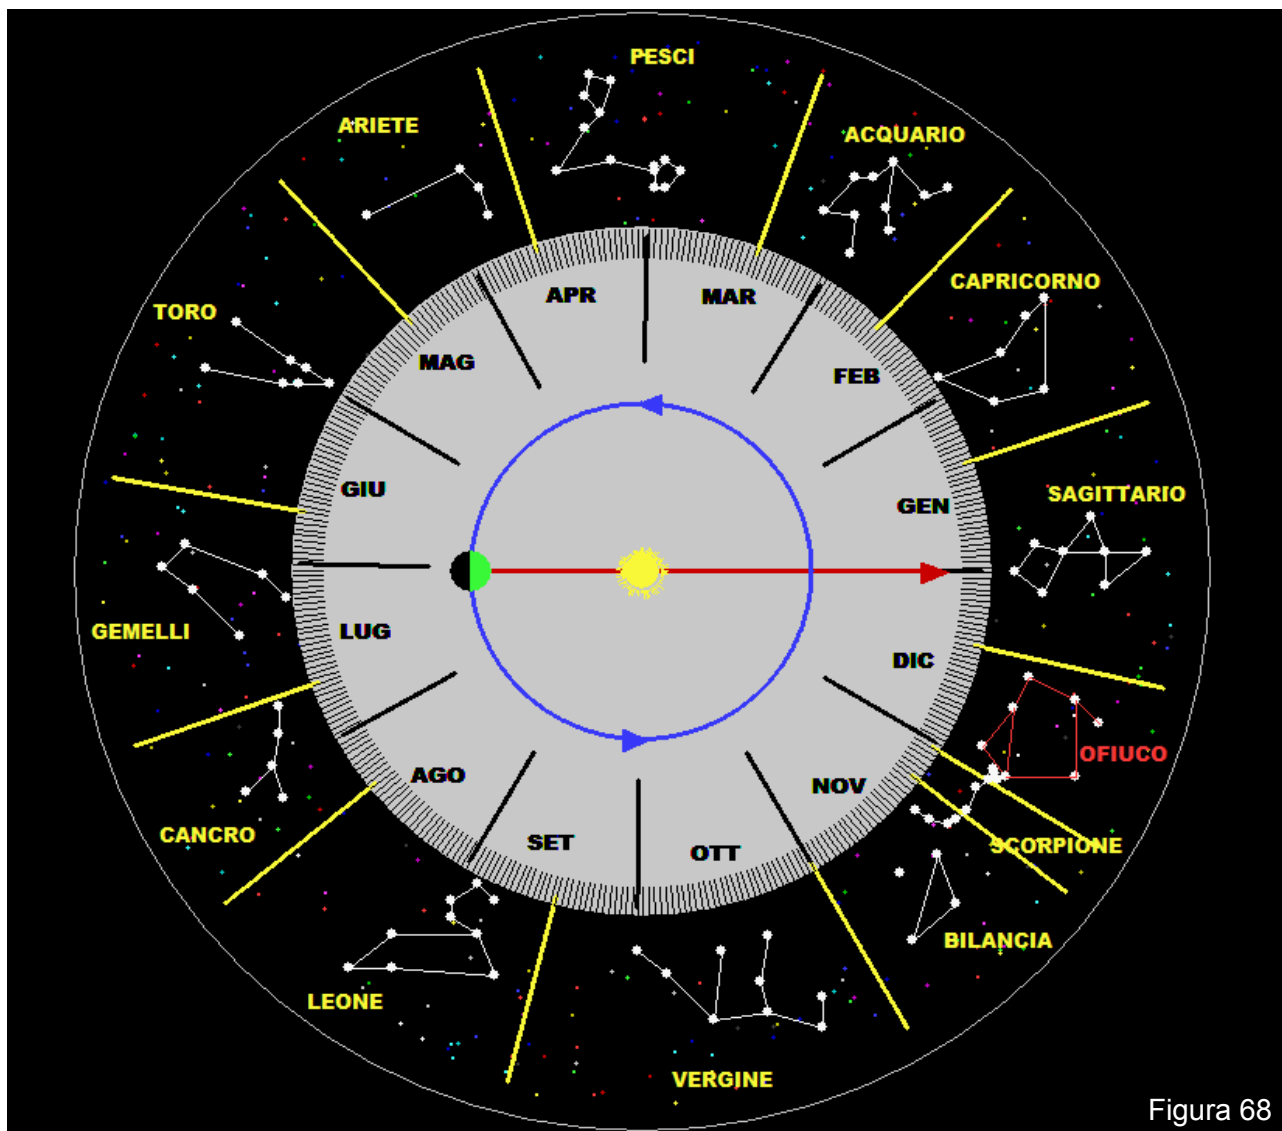 PESCI
ARIETE
ACQUARIO
CAPRICORNO
APR
MAR
TORO
MAG
FEB
GIU
GEN
SAGITTARIO
GEMELLI
LUG
DIC
OFIUCO
AGO
NOV
CANCRO
SET
OTT
SCORPIONE
BILANCIA
LEONE
VERGINE
Figura 68